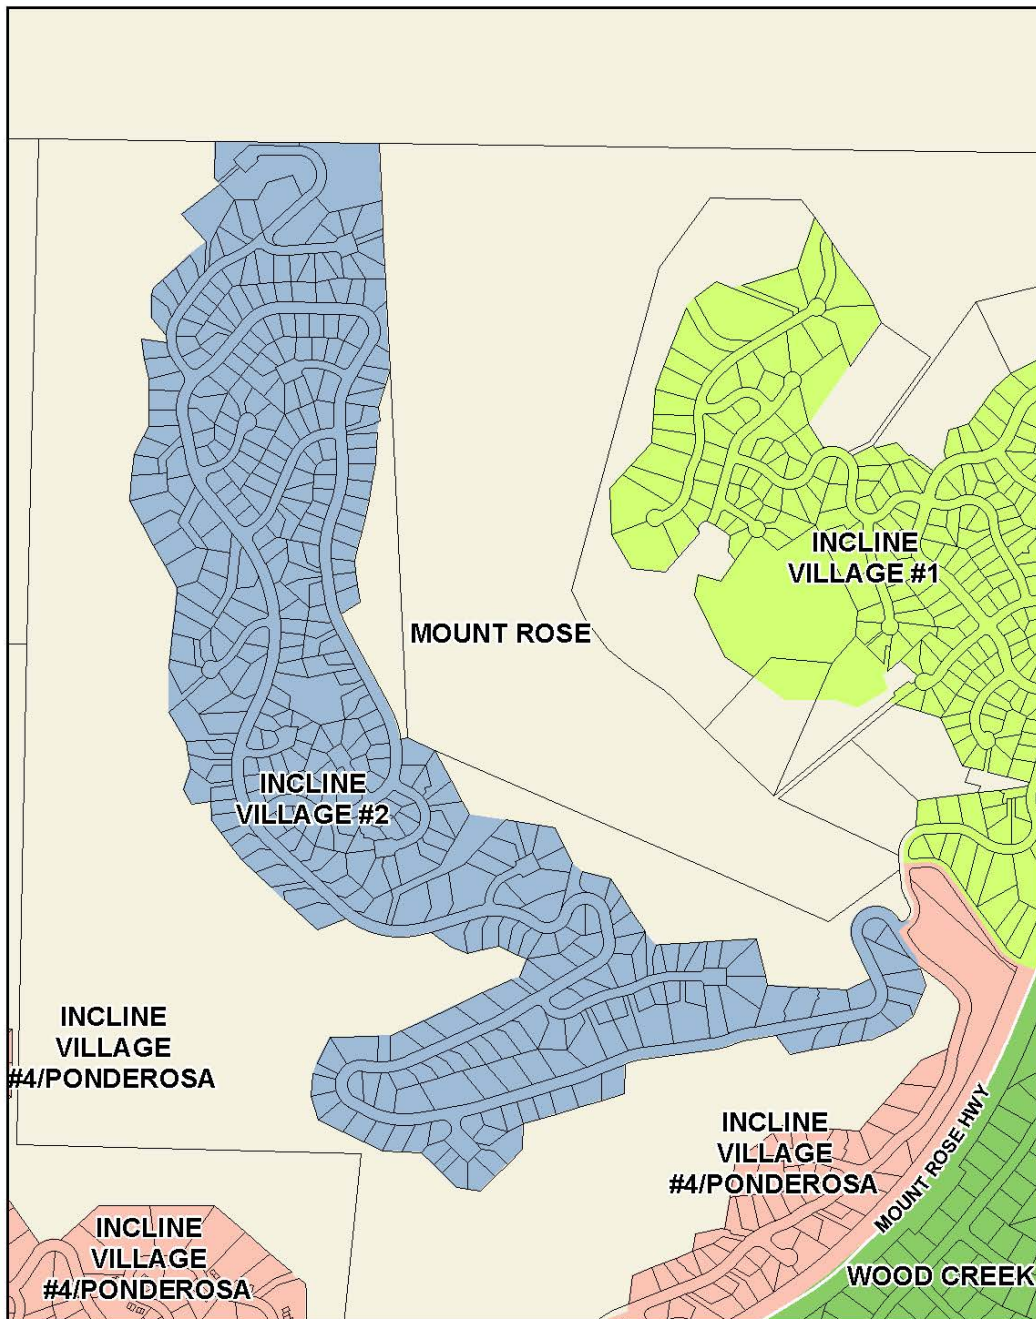 INCLINE
VILLAGE #1
MOUNT ROSE
INCLINE
VILLAGE #2
INCLINE
VILLAGE
#4/PONDEROSA
INCLINE
VILLAGE
#4/PONDEROSA
MOUNT ROSE HWY
INCLINE
VILLAGE
#4/PONDEROSA
WOOD CREEK